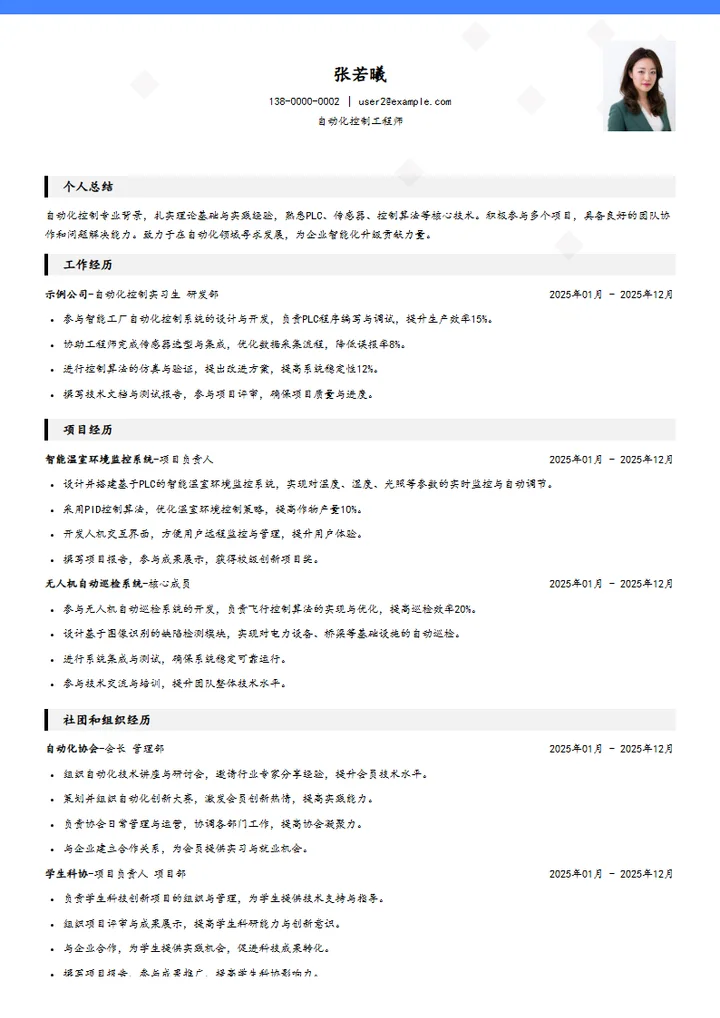 张若曦
138-0000-0002 | user2@example.com
自动化控制工程师
个人总结
自动化控制专业背景，扎实理论基础与实践经验，熟悉PLC、传感器、控制算法等核心技术。积极参与多个项目，具备良好的团队协
作和问题解决能力。致力于在自动化领域寻求发展，为企业智能化升级贡献力量。
工作经历
示例公司-自动化控制实习生 研发部 2025年01月 - 2025年12月
• 参与智能工厂自动化控制系统的设计与开发，负责PLC程序编写与调试，提升生产效率15%。
• 协助工程师完成传感器选型与集成，优化数据采集流程，降低误报率8%。
• 进行控制算法的仿真与验证，提出改进方案，提高系统稳定性12%。
• 撰写技术文档与测试报告，参与项目评审，确保项目质量与进度。
项目经历
智能温室环境监控系统-项目负责人 2025年01月 - 2025年12月
• 设计并搭建基于PLC的智能温室环境监控系统，实现对温度、湿度、光照等参数的实时监控与自动调节。
• 采用PID控制算法，优化温室环境控制策略，提高作物产量10%。
• 开发人机交互界面，方便用户远程监控与管理，提升用户体验。
• 撰写项目报告，参与成果展示，获得校级创新项目奖。
无人机自动巡检系统-核心成员 2025年01月 - 2025年12月
• 参与无人机自动巡检系统的开发，负责飞行控制算法的实现与优化，提高巡检效率20%。
• 设计基于图像识别的缺陷检测模块，实现对电力设备、桥梁等基础设施的自动巡检。
• 进行系统集成与测试，确保系统稳定可靠运行。
• 参与技术交流与培训，提升团队整体技术水平。
社团和组织经历
自动化协会-会长 管理部 2025年01月 - 2025年12月
• 组织自动化技术讲座与研讨会，邀请行业专家分享经验，提升会员技术水平。
• 策划并组织自动化创新大赛，激发会员创新热情，提高实践能力。
• 负责协会日常管理与运营，协调各部门工作，提高协会凝聚力。
• 与企业建立合作关系，为会员提供实习与就业机会。
学生科协-项目负责人 项目部 2025年01月 - 2025年12月
• 负责学生科技创新项目的组织与管理，为学生提供技术支持与指导。
• 组织项目评审与成果展示，提高学生科研能力与创新意识。
• 与企业合作，为学生提供实践机会，促进科技成果转化。
• 撰写项目报告，参与成果推广，提高学生科协影响力。